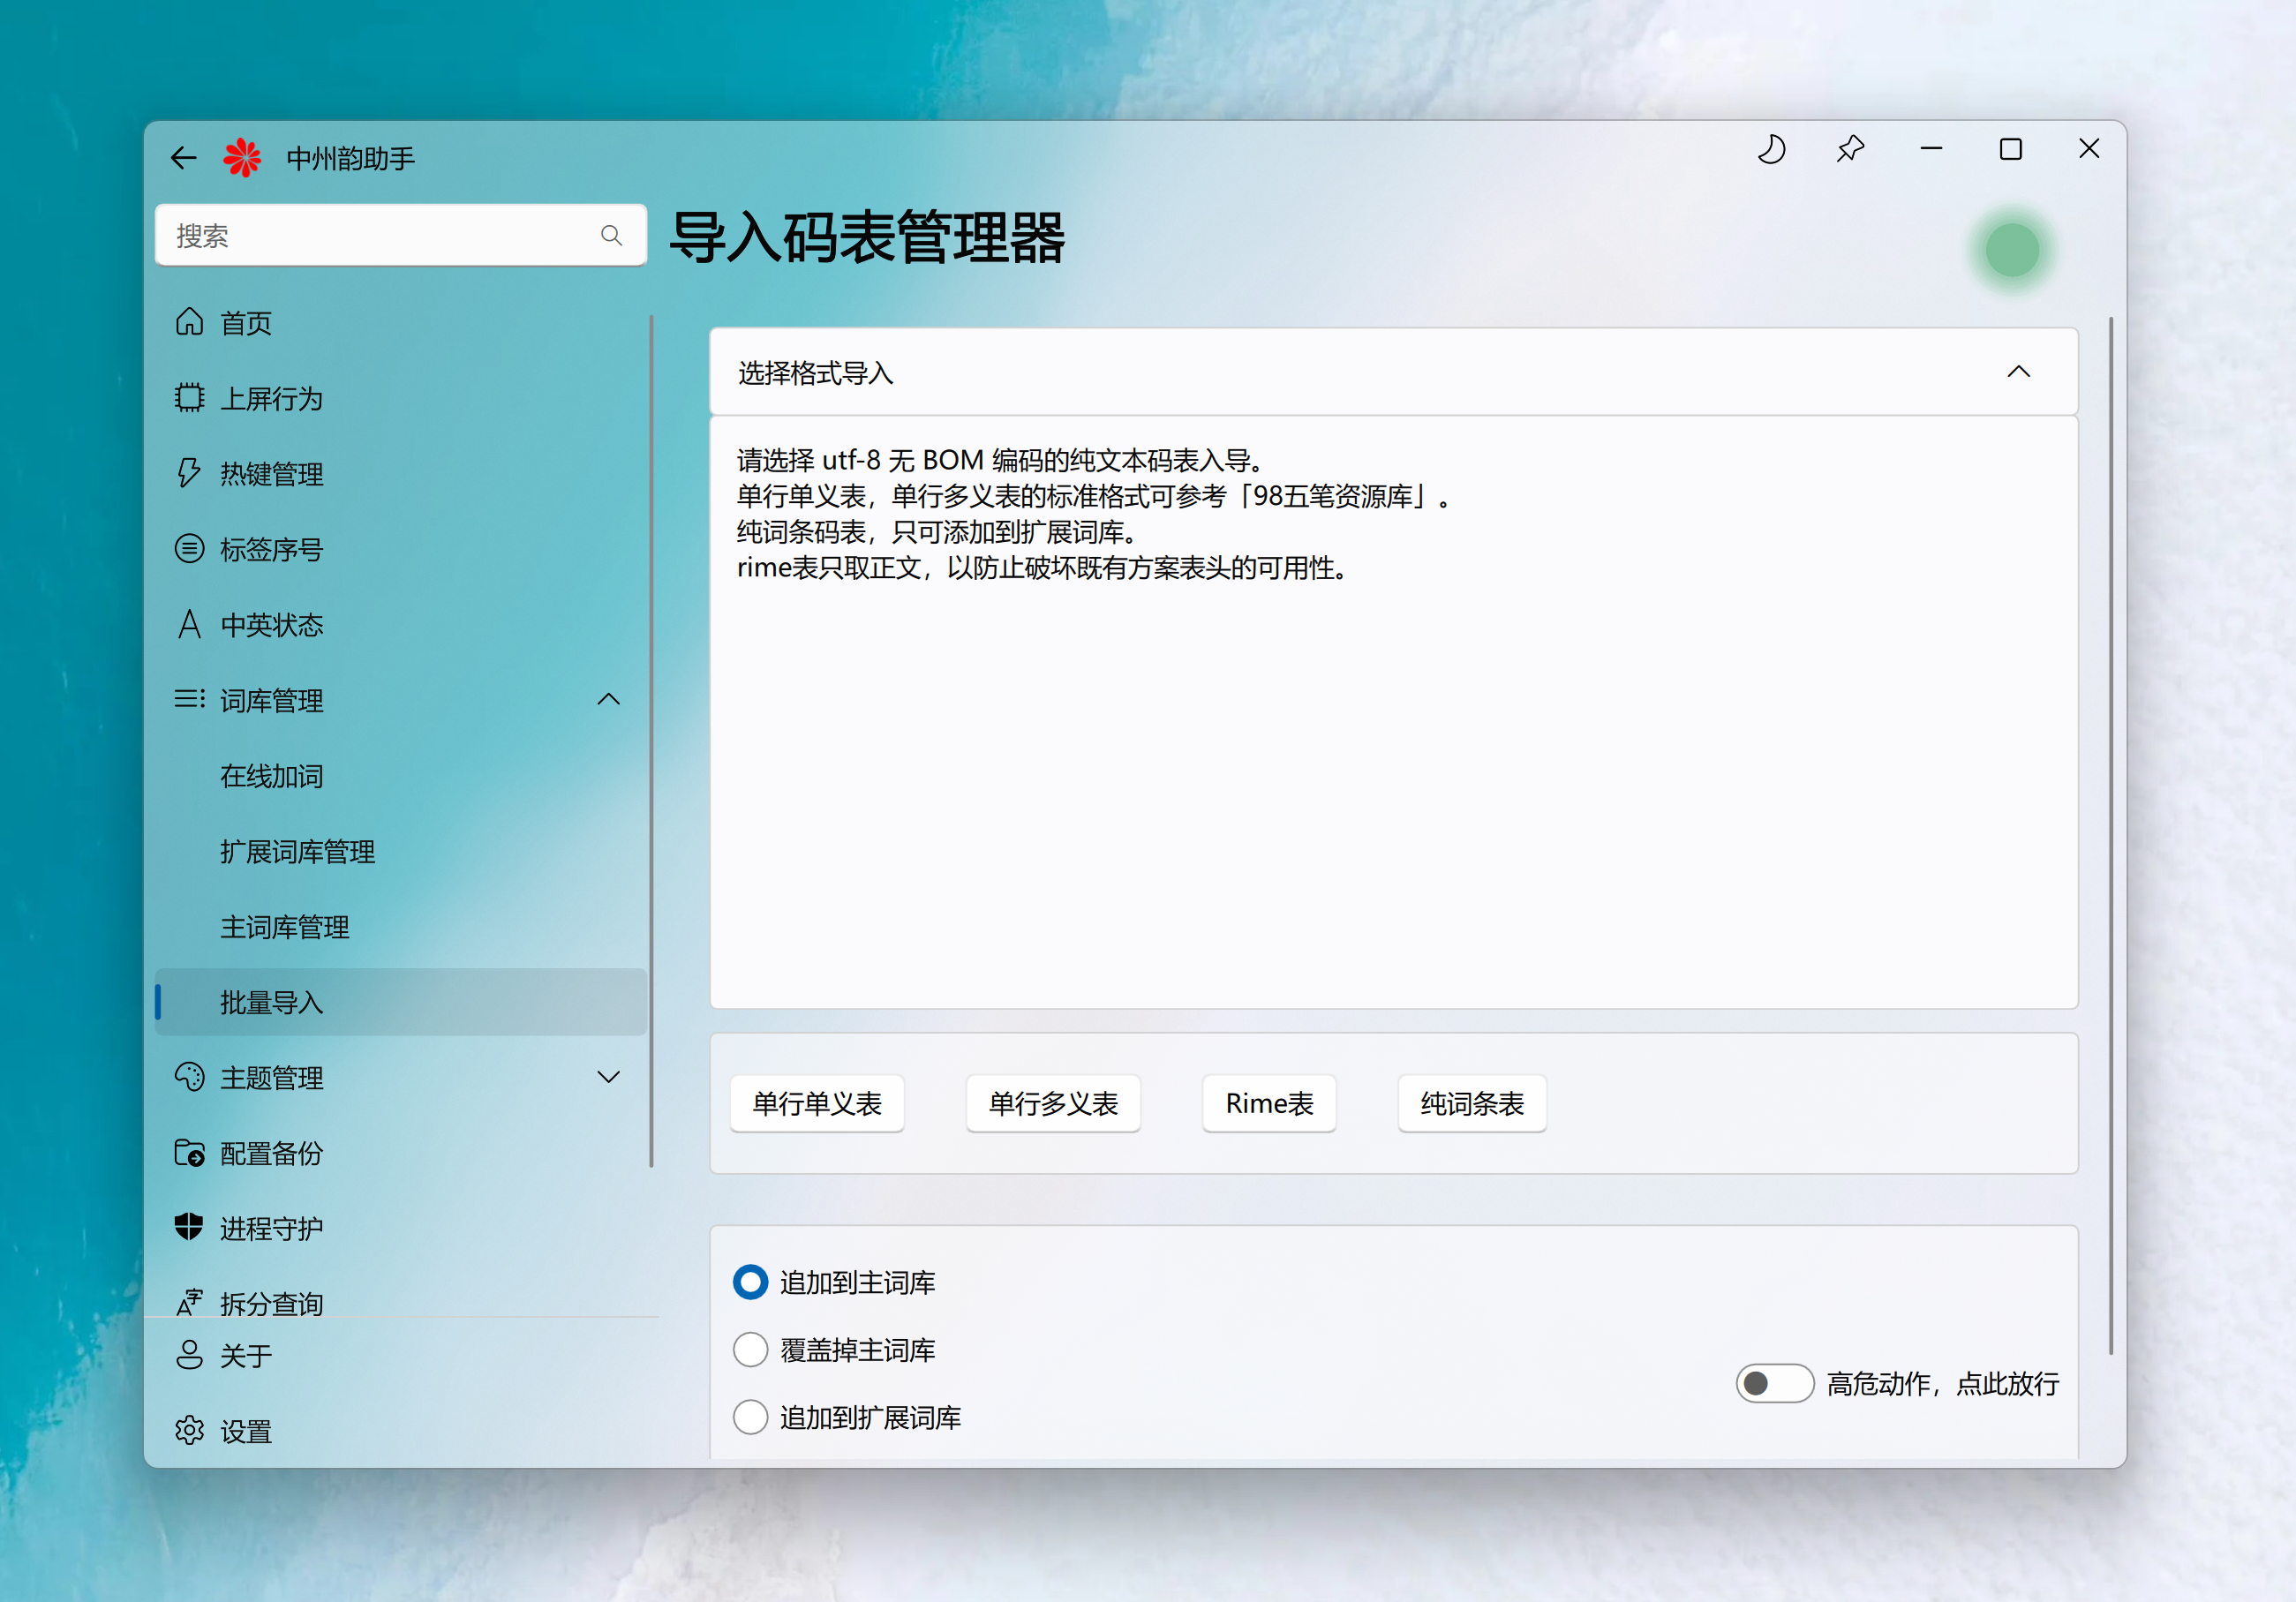 中州韵助手
搜索
导入码表管理器
首页
上屏行为
热键管理
标签序号
中英状态
词库管理
在线加词
扩展词库管理
主词库管理
批量导入
主题管理
配置备份
进程守护
拆分查询
关于
设置
选择格式导入
请选择 utf-8 无 BOM 编码的纯文本码表入导。
单行单义表，单行多义表的标准格式可参考「98五笔资源库」。
纯词条码表，只可添加到扩展词库。
rime表只取正文，以防止破坏既有方案表头的可用性。
单行单义表
单行多义表
Rime表
纯词条表
追加到主词库
覆盖掉主词库
追加到扩展词库
高危动作，点此放行